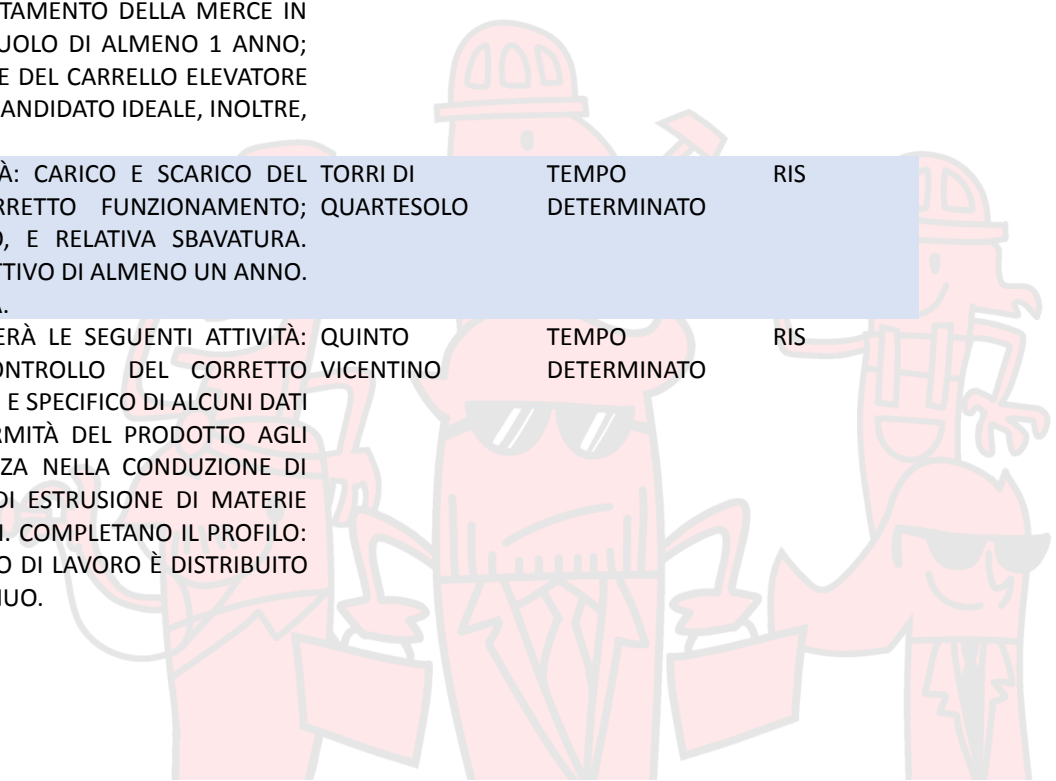 TAMENTO DELLA MERCE IN
UOLO DI ALMENO 1 ANNO;
E DEL CARRELLO ELEVATORE
ANDIDATO IDEALE, INOLTRE,
À: CARICO E SCARICO DEL TORRI DI TEMPO RIS
RRETTO FUNZIONAMENTO; QUARTESOLO DETERMINATO
O, E RELATIVA SBAVATURA.
TTIVO DI ALMENO UN ANNO.
A.
ERÀ LE SEGUENTI ATTIVITÀ: QUINTO TEMPO RIS
ONTROLLO DEL CORRETTO VICENTINO DETERMINATO
E SPECIFICO DI ALCUNI DATI
RMITÀ DEL PRODOTTO AGLI
ZA NELLA CONDUZIONE DI
DI ESTRUSIONE DI MATERIE
I. COMPLETANO IL PROFILO:
O DI LAVORO È DISTRIBUITO
NUO.